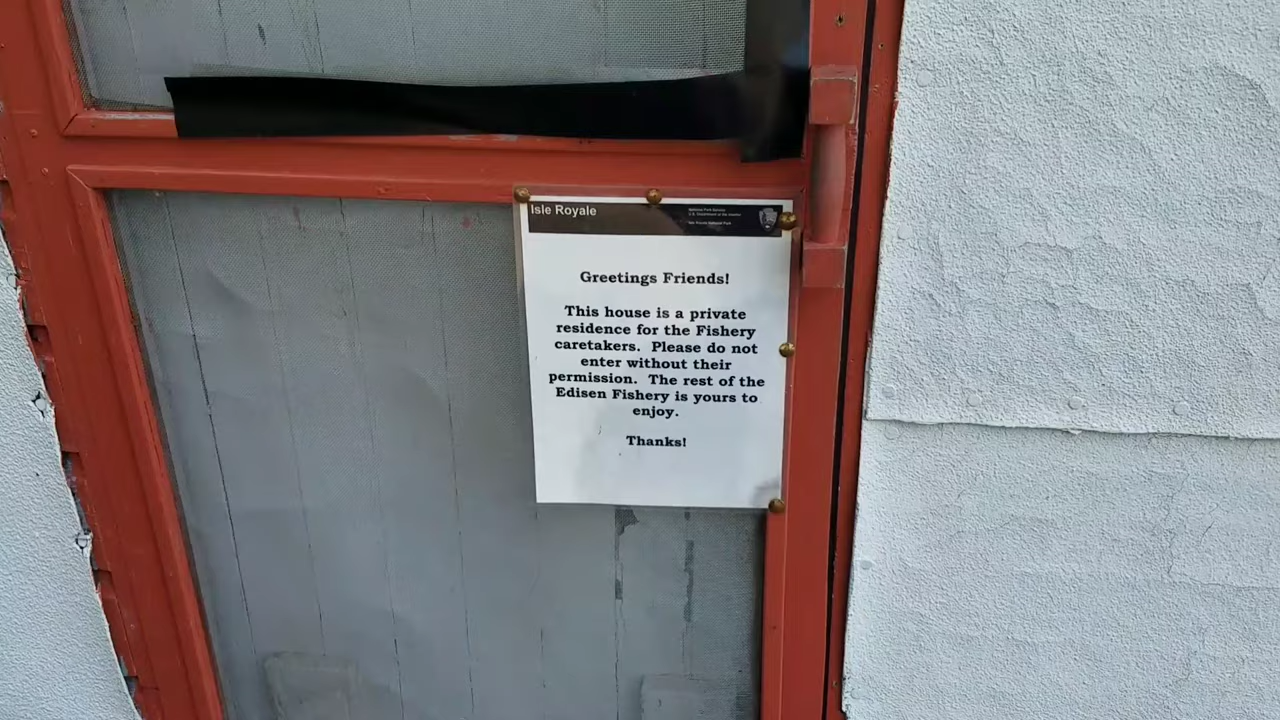 Isle Royale
National Park Service
U.S. Department of the Interior
Isle Royale National Park
Greetings Friends!
This house is a private
residence for the Fishery
caretakers.  Please do not
enter without their
permission.  The rest of the
Edisen Fishery is yours to
enjoy.
Thanks!